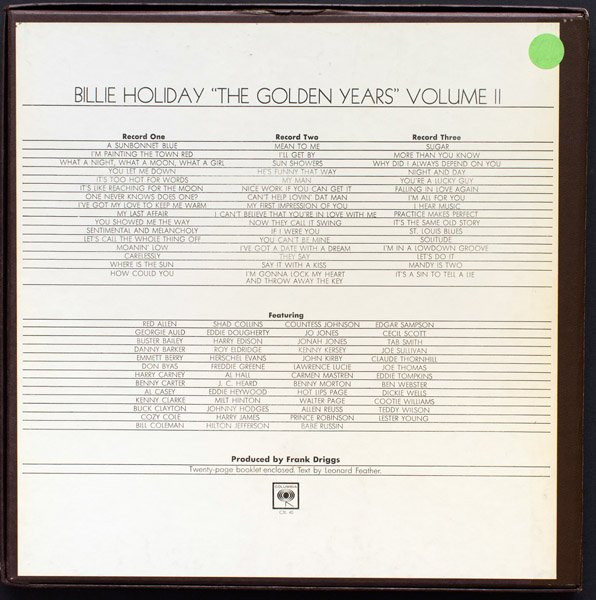 BILLIE HOLIDAY "THE GOLDEN YEARS" VOLUME II
Record One Record Two Record Three
A SUNBONNET BLUE MEAN TO ME SUGAR
I'M PAINTING THE TOWN RED I'LL GET BY MORE THAN YOU KNOW
WHAT A NIGHT, WHAT A MOON, WHAT A GIRL SUN SHOWERS WHY DID I ALWAYS DEPEND ON YOU
YOU LET ME DOWN HE'S FUNNY THAT WAY NIGHT AND DAY
IT'S TOO HOT FOR WORDS MY MAN YOU'RE A LUCKY GUY
IT'S LIKE REACHING FOR THE MOON NICE WORK IF YOU CAN GET IT FALLING IN LOVE AGAIN
ONE NEVER KNOWS DOES ONE? CAN'T HELP LOVIN' DAT MAN I'M ALL FOR YOU
I'VE GOT MY LOVE TO KEEP ME WARM MY FIRST IMPRESSION OF YOU I HEAR MUSIC
MY LAST AFFAIR I CAN'T BELIEVE THAT YOU'RE IN LOVE WITH ME PRACTICE MAKES PERFECT
YOU SHOWED ME THE WAY NOW THEY CALL IT SWING IT'S THE SAME OLD STORY
SENTIMENTAL AND MELANCHOLY IF I WERE YOU ST. LOUIS BLUES
LET'S CALL THE WHOLE THING OFF YOU CAN'T BE MINE SOLITUDE
MOANIN' LOW I'VE GOT A DATE WITH A DREAM I'M IN A LOWDOWN GROOVE
CARELESSLY THEY SAY LET'S DO IT
WHERE IS THE SUN SAY IT WITH A KISS MANDY IS TWO
HOW COULD YOU I'M GONNA LOCK MY HEART IT'S A SIN TO TELL A LIE
AND THROW AWAY THE KEY
Featuring
RED ALLEN SHAD COLLINS COUNTESS JOHNSON EDGAR SAMPSON
GEORGIE AULD EDDIE DOUGHERTY JO JONES CECIL SCOTT
BUSTER BAILEY HARRY EDISON JONAH JONES TAB SMITH
DANNY BARKER ROY ELDRIDGE KENNY KERSEY JOE SULLIVAN
EMMETT BERRY HERSCHEL EVANS JOHN KIRBY CLAUDE THORNHILL
DON BYAS FREDDIE GREENE LAWRENCE LUCIE JOE THOMAS
HARRY CARNEY AL HALL CARMEN MASTREN EDDIE TOMPKINS
BENNY CARTER J. C. HEARD BENNY MORTON BEN WEBSTER
AL CASEY EDDIE HEYWOOD HOT LIPS PAGE DICKIE WELLS
KENNY CLARKE MILT HINTON WALTER PAGE COOTIE WILLIAMS
BUCK CLAYTON JOHNNY HODGES ALLEN REUSS TEDDY WILSON
COZY COLE HARRY JAMES PRINCE ROBINSON LESTER YOUNG
BILL COLEMAN HILTON JEFFERSON BABE RUSSIN
Produced by Frank Driggs
Twenty-page booklet enclosed. Text by Leonard Feather.
COLUMBIA
C3L 40